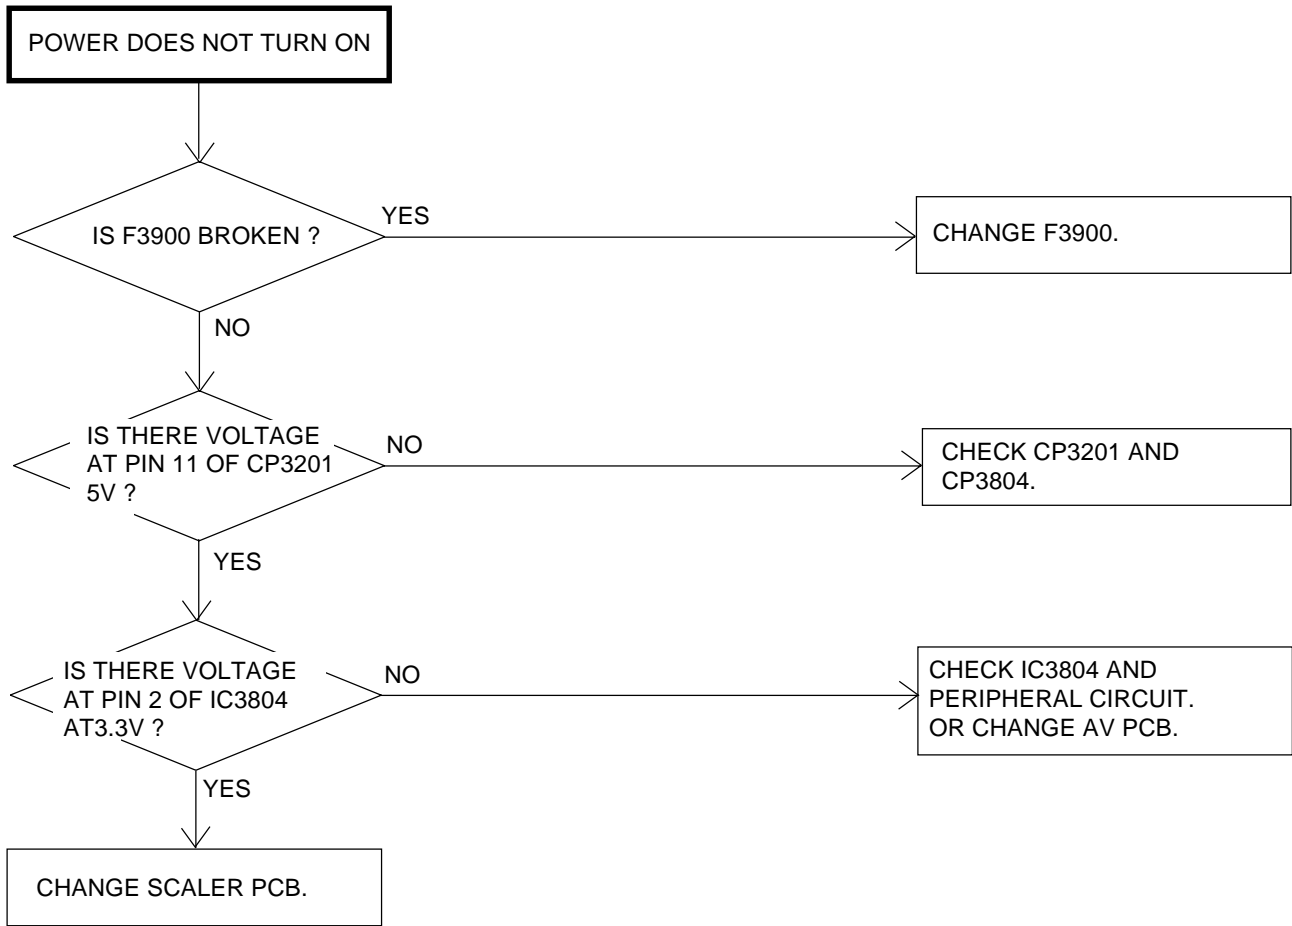 POWER DOES NOT TURN ON
IS F3900 BROKEN ?
YES
CHANGE F3900.
NO
IS THERE VOLTAGE
AT PIN 11 OF CP3201
5V ?
NO
CHECK CP3201 AND
CP3804.
YES
IS THERE VOLTAGE
AT PIN 2 OF IC3804
AT3.3V ?
NO
CHECK IC3804 AND
PERIPHERAL CIRCUIT.
OR CHANGE AV PCB.
YES
CHANGE SCALER PCB.